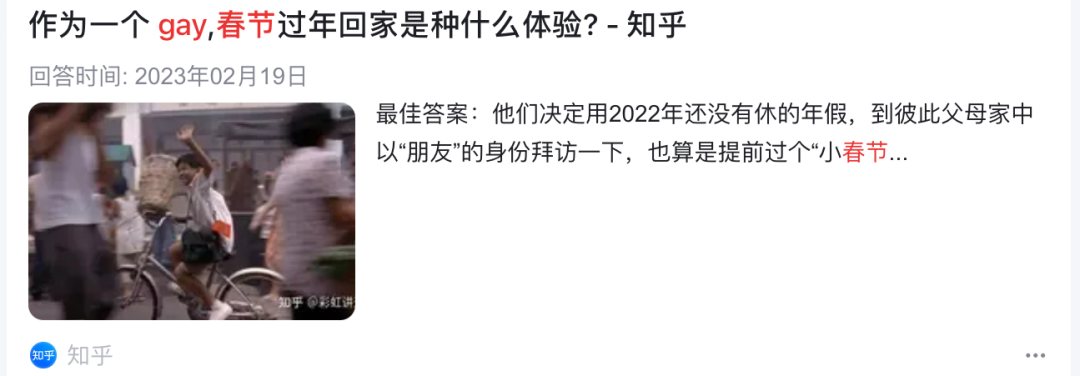 作为一个 gay,春节过年回家是种什么体验? - 知乎
回答时间: 2023年02月19日
最佳答案：他们决定用2022年还没有休的年假，到彼此父母家中
以“朋友”的身份拜访一下，也算是提前过个“小春节...
知乎 @彩虹讲
知乎 知乎